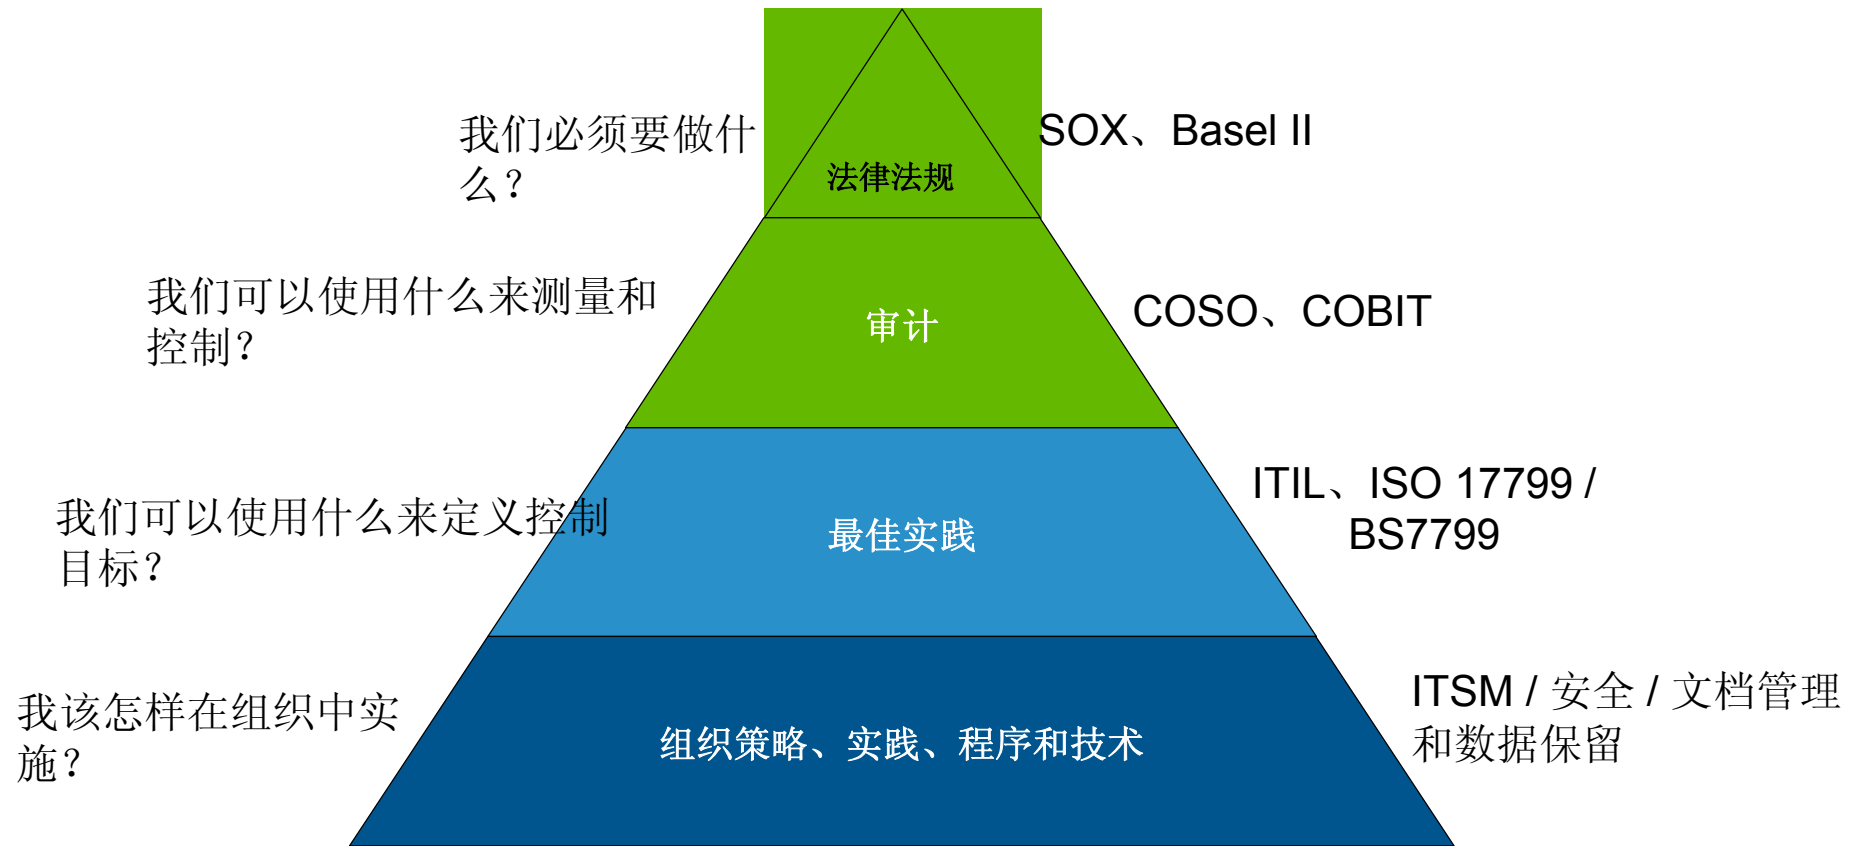 我们必须要做什
么？
法律法规
SOX、Basel II
我们可以使用什么来测量和
控制？
审计
COSO、COBIT
我们可以使用什么来定义控制
目标？
最佳实践
ITIL、ISO 17799 /
BS7799
我该怎样在组织中实
施？
组织策略、实践、程序和技术
ITSM / 安全 / 文档管理
和数据保留